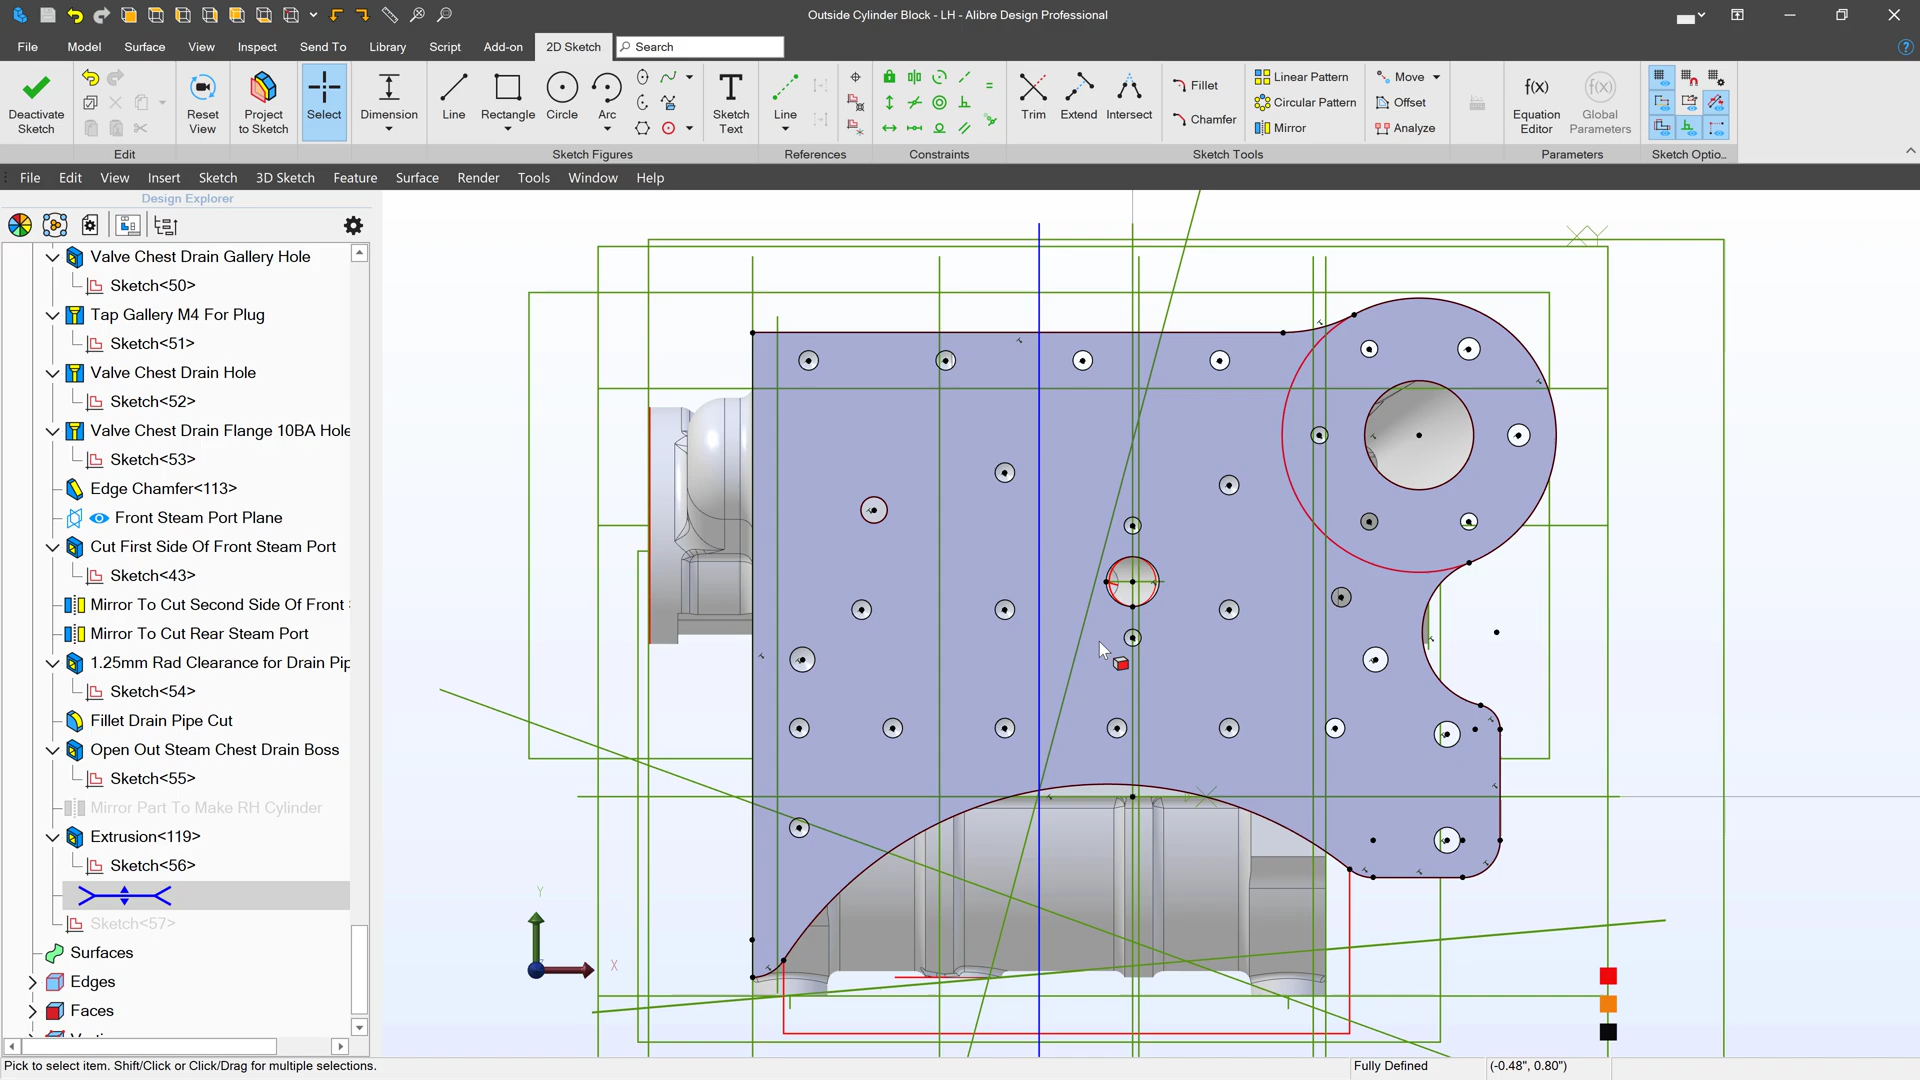 Outside Cylinder Block - LH - Alibre Design Professional
File Model Surface View Inspect Send To Library Script Add-on 2D Sketch Search
Deactivate Sketch
Reset View
Project to Sketch
Select
Dimension
Line
Rectangle
Circle
Arc
Sketch Text
Line
Trim
Extend
Intersect
Fillet
Chamfer
Linear Pattern
Circular Pattern
Mirror
Move
Offset
Analyze
Equation Editor
Global Parameters
Edit
Sketch Figures
References
Constraints
Sketch Tools
Parameters
Sketch Optio...
File Edit View Insert Sketch 3D Sketch Feature Surface Render Tools Window Help
Design Explorer
Valve Chest Drain Gallery Hole
Sketch<50>
Tap Gallery M4 For Plug
Sketch<51>
Valve Chest Drain Hole
Sketch<52>
Valve Chest Drain Flange 10BA Hole
Sketch<53>
Edge Chamfer<113>
Front Steam Port Plane
Cut First Side Of Front Steam Port
Sketch<43>
Mirror To Cut Second Side Of Front
Mirror To Cut Rear Steam Port
1.25mm Rad Clearance for Drain Pip
Sketch<54>
Fillet Drain Pipe Cut
Open Out Steam Chest Drain Boss
Sketch<55>
Mirror Part To Make RH Cylinder
Extrusion<119>
Sketch<56>
Sketch<57>
Surfaces
Edges
Faces
Y
X
Pick to select item. Shift/Click or Click/Drag for multiple selections.
Fully Defined
(-0.48", 0.80")